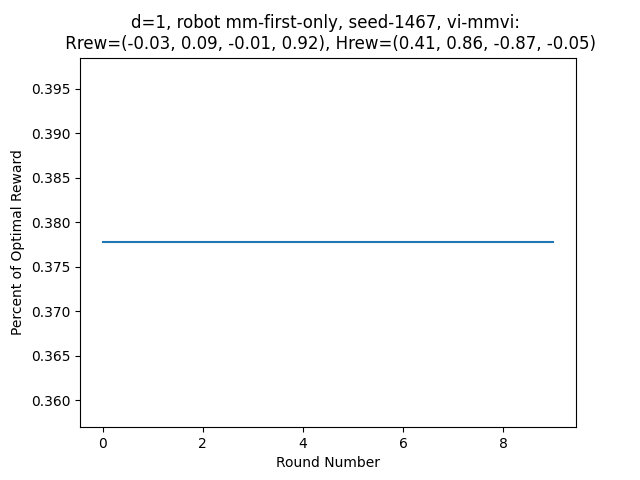 d=1, robot mm-first-only, seed-1467, vi-mmvi:
Rrew=(-0.03, 0.09, -0.01, 0.92), Hrew=(0.41, 0.86, -0.87, -0.05)
0.395
0.390
0.385
0.380
0.375
0.370
0.365
0.360
Percent of Optimal Reward
0 2 4 6 8
Round Number